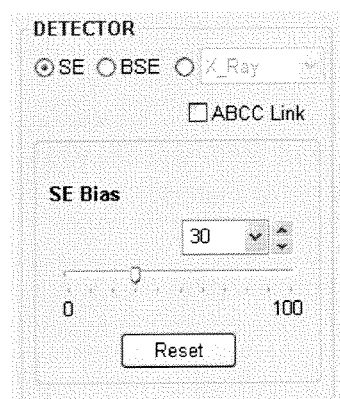 DETECTOR
SE BSE X_Ray
ABCC Link
SE Bias
30
0 100
Reset